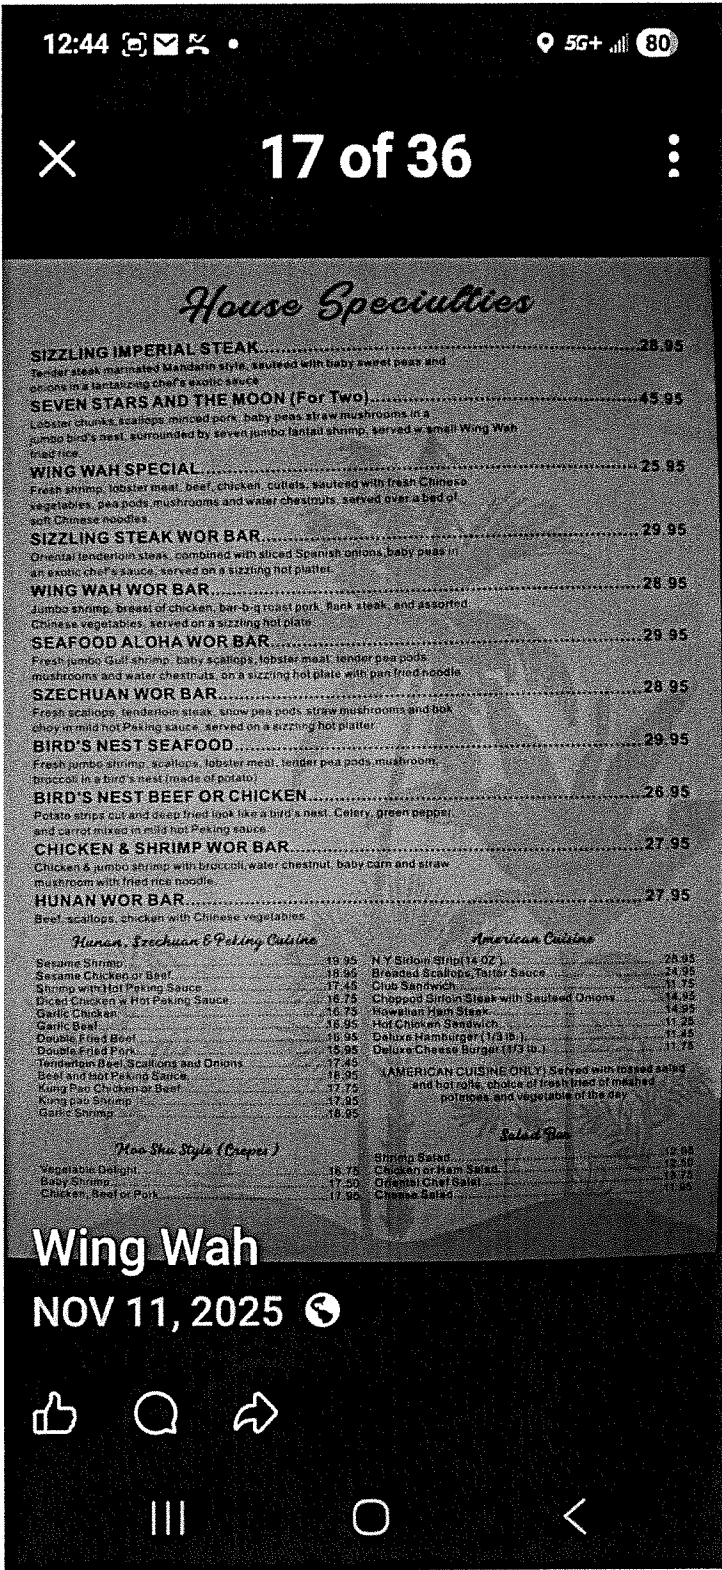 12:44 5G+ 80
17 of 36
House Specialties
SIZZLING IMPERIAL STEAK 28.95
Tender steak marinated Mandarin style, sauteed with baby sweet peas and
onions in a tantalizing chef's exotic sauce
SEVEN STARS AND THE MOON (For Two) 45.95
Lobster chunks, scallops, minced pork, baby peas, straw mushrooms in a
jumbo bird's nest, surrounded by seven jumbo fantail shrimp, served w. small Wing Wah
fried rice.
WING WAH SPECIAL 25.95
Fresh shrimp, lobster meat, beef, chicken, cutlets, sauteed with fresh Chinese
vegetables, pea pods, mushrooms and water chestnuts, served over a bed of
soft Chinese noodles
SIZZLING STEAK WOR BAR 29.95
Oriental tenderloin steak, combined with sliced Spanish onions, baby peas in
an exotic chef's sauce, served on a sizzling hot platter.
WING WAH WOR BAR 28.95
Jumbo shrimp, breast of chicken, bar-b-q roast pork, flank steak, and assorted
Chinese vegetables, served on a sizzling hot plate
SEAFOOD ALOHA WOR BAR 29.95
Fresh jumbo Gulf shrimp, baby scallops, lobster meat, tender pea pods
mushrooms and water chestnuts, on a sizzling hot plate with pan fried noodle
SZECHUAN WOR BAR 28.95
Fresh scallops, tenderloin steak, snow pea pods, straw mushrooms and bok
choy in mild hot Peking sauce, served on a sizzling hot platter
BIRD'S NEST SEAFOOD 29.95
Fresh jumbo shrimp, scallops, lobster meat, tender pea pods, mushroom,
broccoli in a bird's nest (made of potato)
BIRD'S NEST BEEF OR CHICKEN 26.95
Potato strips cut and deep fried look like a bird's nest. Celery, green pepper,
and carrot mixed in mild hot Peking sauce
CHICKEN & SHRIMP WOR BAR 27.95
Chicken & jumbo shrimp with broccoli, water chestnut, baby corn and straw
mushroom with fried rice noodle.
HUNAN WOR BAR 27.95
Beef, scallops, chicken with Chinese vegetables
Hunan, Szechuan & Peking Cuisine
Sesame Shrimp 19.95
Sesame Chicken or Beef 18.95
Shrimp with Hot Peking Sauce 17.45
Diced Chicken w Hot Peking Sauce 16.75
Garlic Chicken 16.75
Garlic Beef 16.95
Double Fried Beef 16.95
Double Fried Pork 15.95
Tenderloin Beef, Scallions and Onions 17.45
Beef and Hot Peking Sauce 16.95
Kung Pao Chicken or Beef 17.75
Kung pao Shrimp 17.95
Garlic Shrimp 18.95
Moo Shu Style (Crepes)
Vegetable Delight 16.75
Baby Shrimp 17.50
Chicken, Beef or Pork 17.95
American Cuisine
N.Y Sirloin Strip(14 OZ.) 28.95
Breaded Scallops, Tartar Sauce 24.95
Club Sandwich 11.75
Chopped Sirloin Steak with Sauteed Onions 14.95
Hawaiian Ham Steak 14.95
Hot Chicken Sandwich 11.25
Deluxe Hamburger (1/3 lb.)
Deluxe Cheese Burger (1/3 lb.) 11.75
(AMERICAN CUISINE ONLY) Served with tossed salad
and hot rolls, choice of fresh fried of mashed
potatoes, and vegetable of the day
Salad Bar
Shrimp Salad
Chicken or Ham Salad
Oriental Chef Salad
Cheese Salad
Wing Wah
NOV 11, 2025